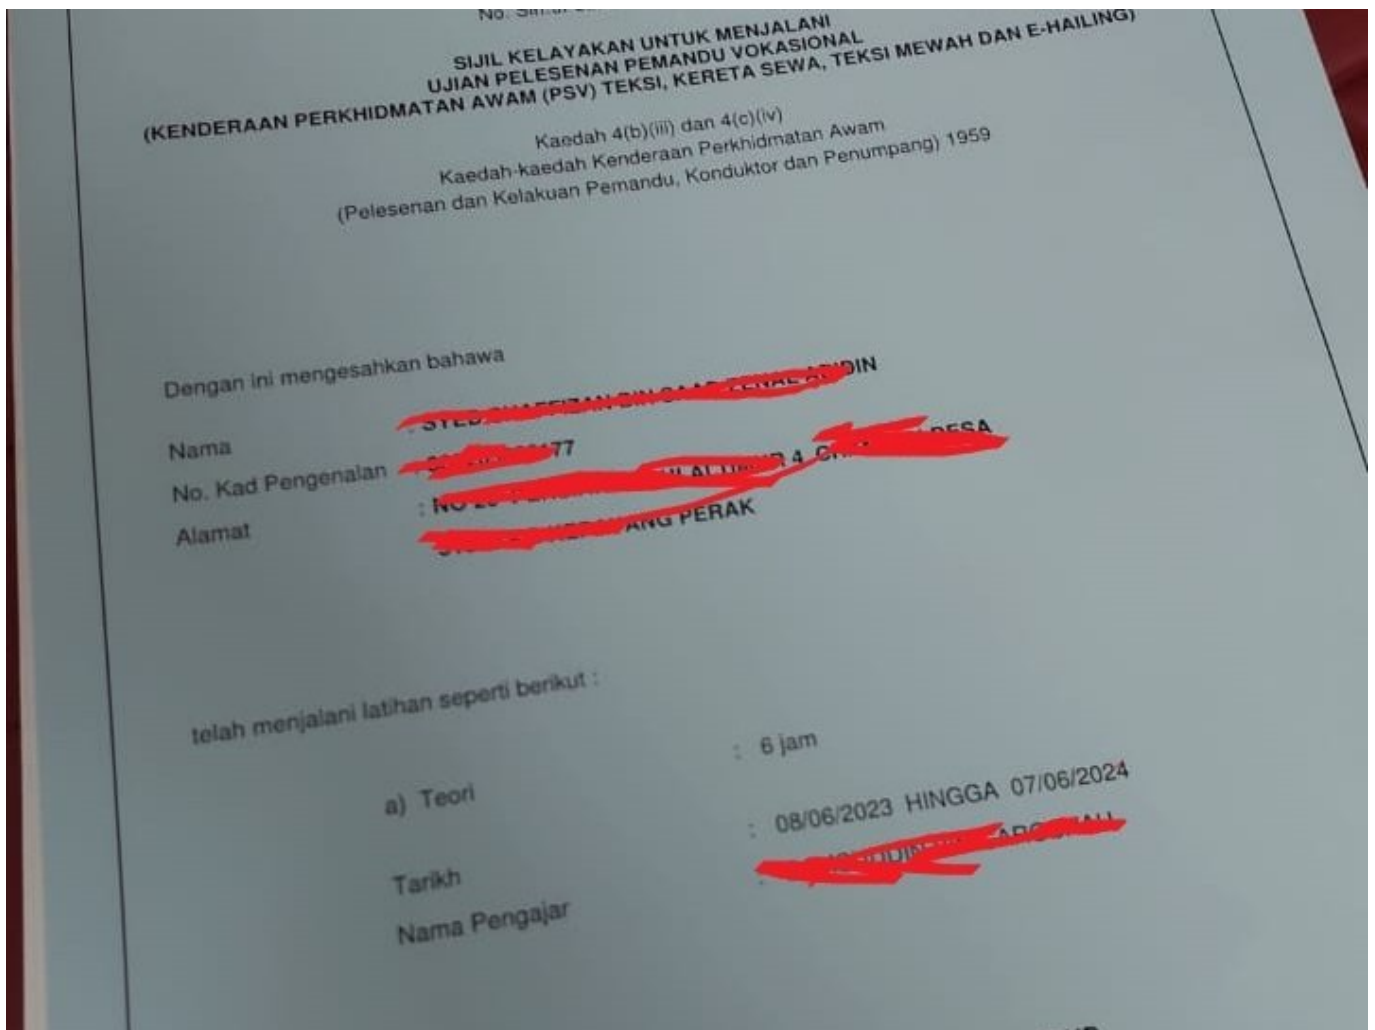 No. Siri
SIJIL KELAYAKAN UNTUK MENJALANI
UJIAN PELESENAN PEMANDU VOKASIONAL
(KENDERAAN PERKHIDMATAN AWAM (PSV) TEKSI, KERETA SEWA, TEKSI MEWAH DAN E-HAILING)
Kaedah 4(b)(iii) dan 4(c)(iv)
Kaedah-kaedah Kenderaan Perkhidmatan Awam
(Pelesenan dan Kelakuan Pemandu, Konduktor dan Penumpang) 1959
Dengan ini mengesahkan bahawa
Nama :
No. Kad Pengenalan :
Alamat :
PERAK
telah menjalani latihan seperti berikut :
a) Teori : 6 jam
Tarikh : 08/06/2023 HINGGA 07/06/2024
Nama Pengajar :